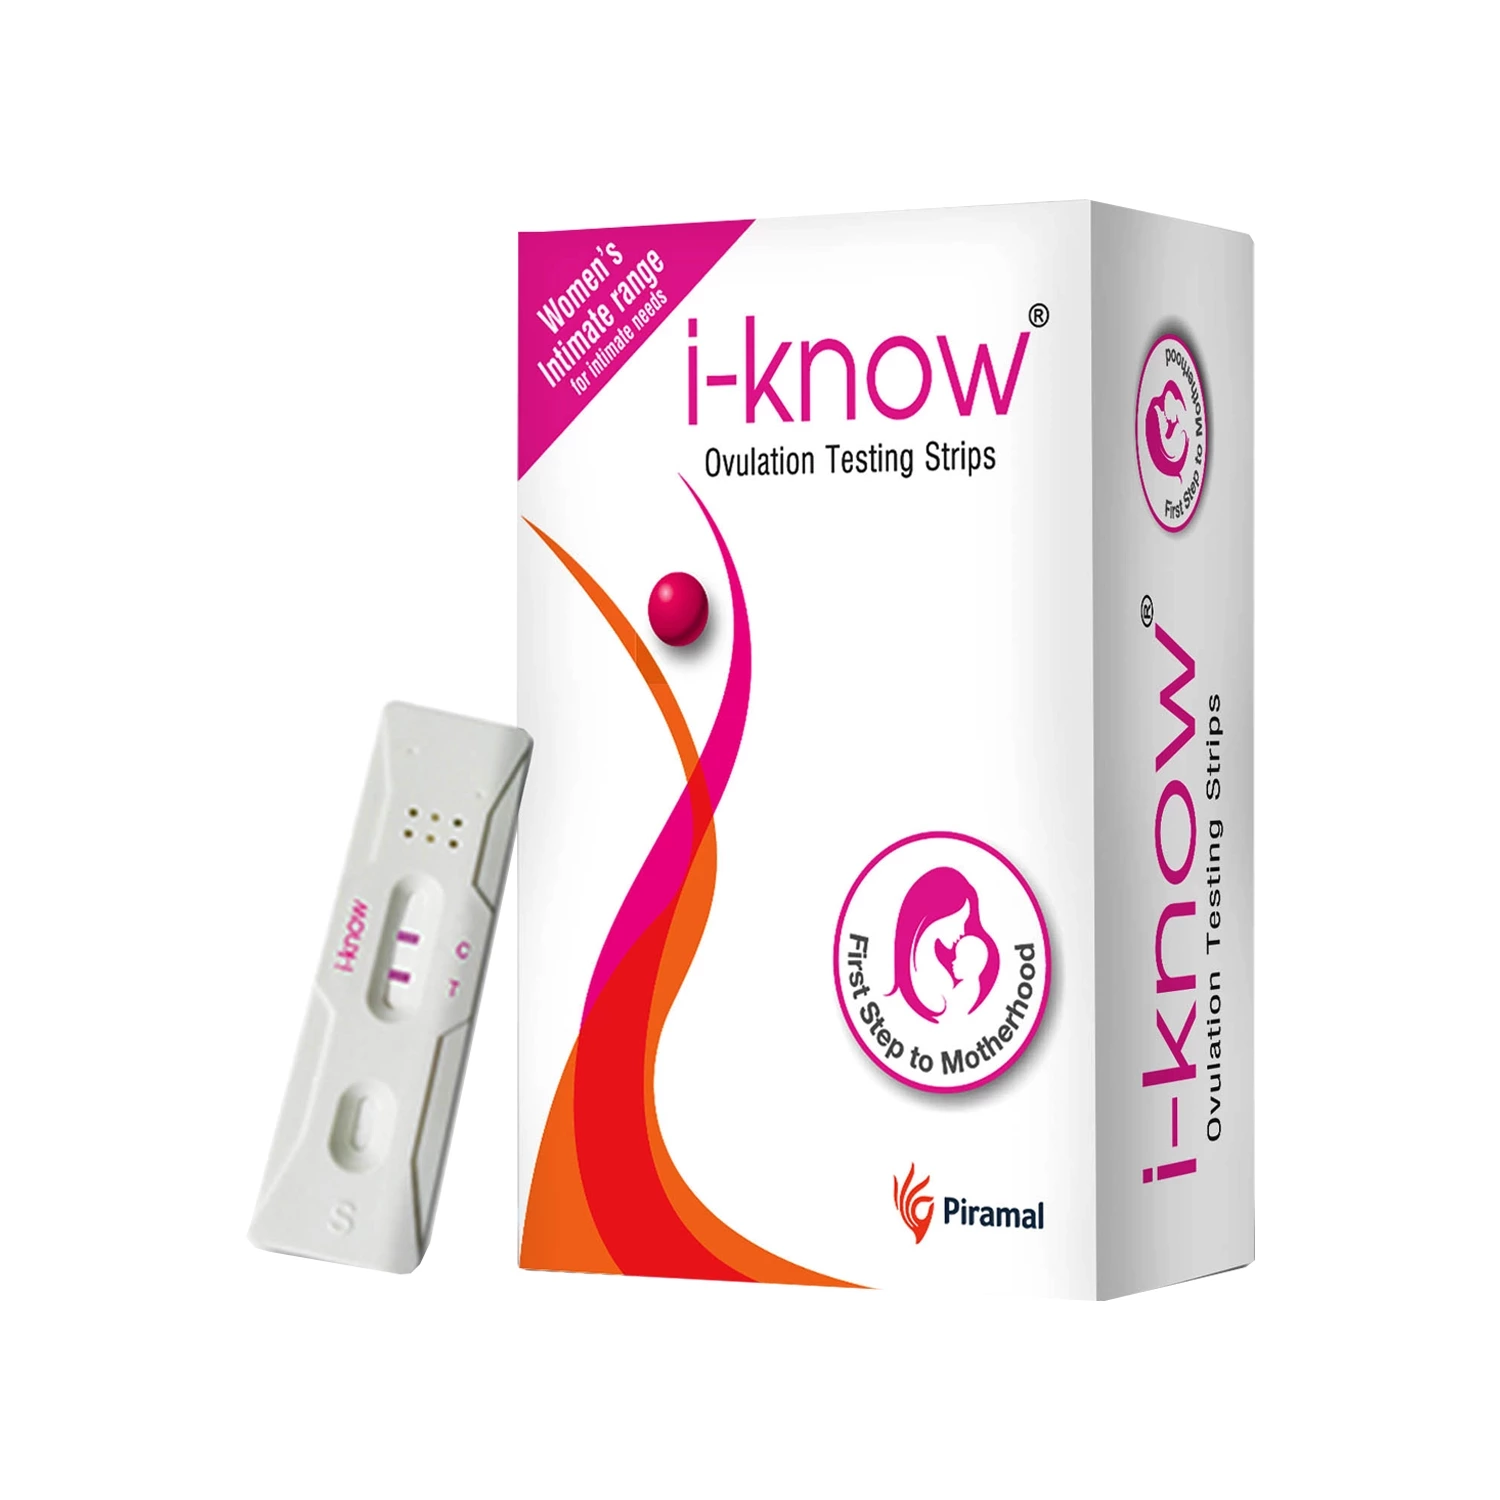 Women's
Intimate range
for intimate needs
i-know®
Ovulation Testing Strips
First Step to Motherhood
Piramal
First Step to Motherhood
i-know®
Ovulation Testing Strips
i-know
C
T
S